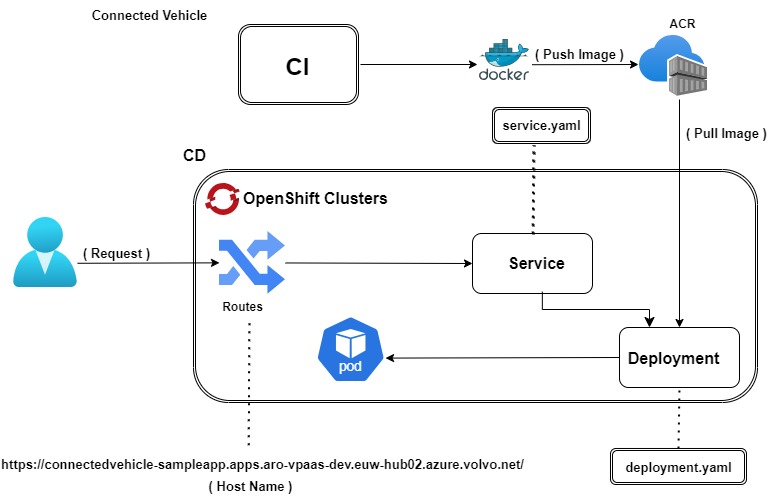 Connected Vehicle
ACR
CI
docker
( Push Image )
service.yaml
( Pull Image )
CD
OpenShift Clusters
( Request )
Service
Routes
pod
Deployment
https://connectedvehicle-sampleapp.apps.aro-vpaas-dev.euw-hub02.azure.volvo.net/
( Host Name )
deployment.yaml